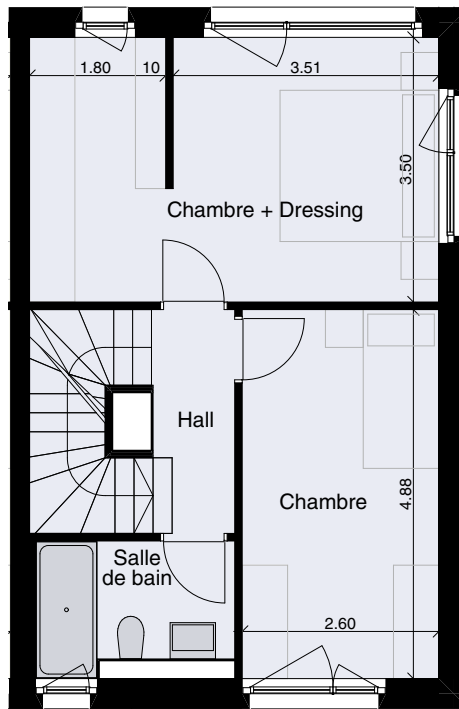 1.80
10
3.51
3.50
Chambre + Dressing
Hall
Chambre
4.88
Salle
de bain
2.60